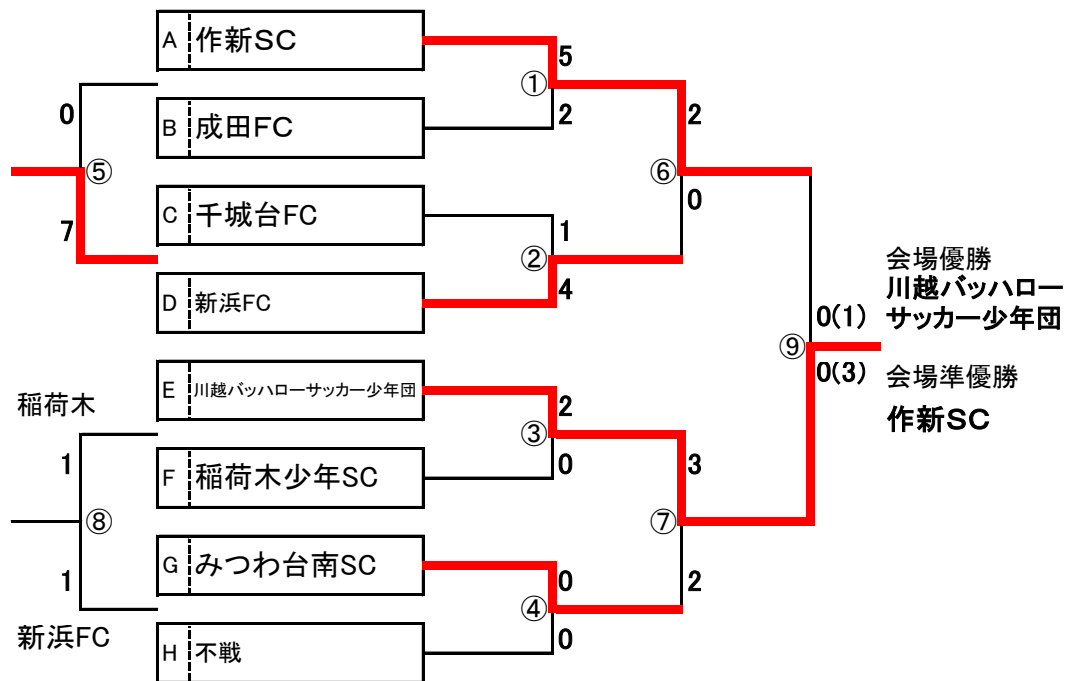 A 作新SC
5
①
0
2
2
B 成田FC
⑤
⑥
7
C 千城台FC
1
0
②
会場優勝
4
川越バッハロー
D 新浜FC
サッカー少年団
0(1)
⑨
0(3)
会場準優勝
E 川越バッハローサッカー少年団
稲荷木
2
作新SC
③
1
0
3
F 稲荷木少年SC
⑧
⑦
G みつわ台南SC
1
0
2
④
新浜FC
0
H 不戦